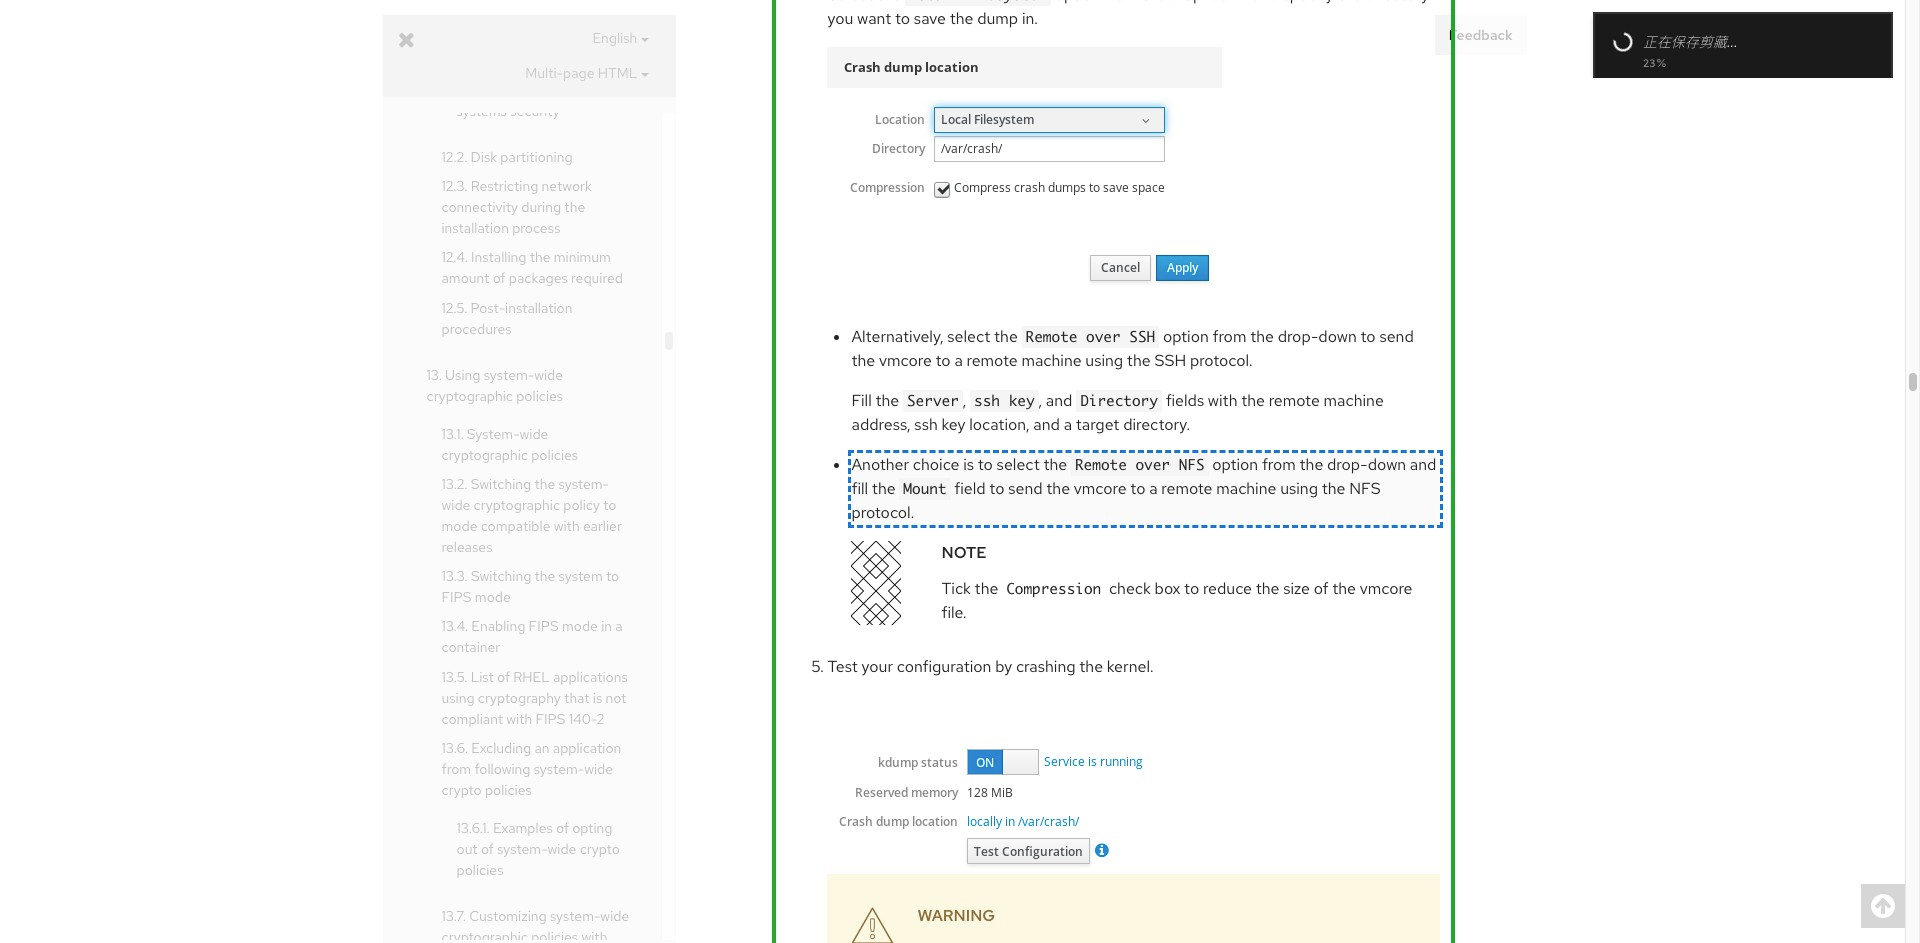 English
Multi-page HTML
systems security
12.2. Disk partitioning
12.3. Restricting network
connectivity during the
installation process
12.4. Installing the minimum
amount of packages required
12.5. Post-installation
procedures
13. Using system-wide
cryptographic policies
13.1. System-wide
cryptographic policies
13.2. Switching the system-
wide cryptographic policy to
mode compatible with earlier
releases
13.3. Switching the system to
FIPS mode
13.4. Enabling FIPS mode in a
container
13.5. List of RHEL applications
using cryptography that is not
compliant with FIPS 140-2
13.6. Excluding an application
from following system-wide
crypto policies
13.6.1. Examples of opting
out of system-wide crypto
policies
13.7. Customizing system-wide
cryptographic policies with
you want to save the dump in.
Crash dump location
Location Local Filesystem
Directory /var/crash/
Compression Compress crash dumps to save space
Cancel Apply
• Alternatively, select the Remote over SSH option from the drop-down to send
the vmcore to a remote machine using the SSH protocol.
Fill the Server, ssh key, and Directory fields with the remote machine
address, ssh key location, and a target directory.
• Another choice is to select the Remote over NFS option from the drop-down and
fill the Mount field to send the vmcore to a remote machine using the NFS
protocol.
NOTE
Tick the Compression check box to reduce the size of the vmcore
file.
5. Test your configuration by crashing the kernel.
kdump status ON Service is running
Reserved memory 128 MiB
Crash dump location locally in /var/crash/
Test Configuration
WARNING
Feedback
正在保存剪藏...
23%